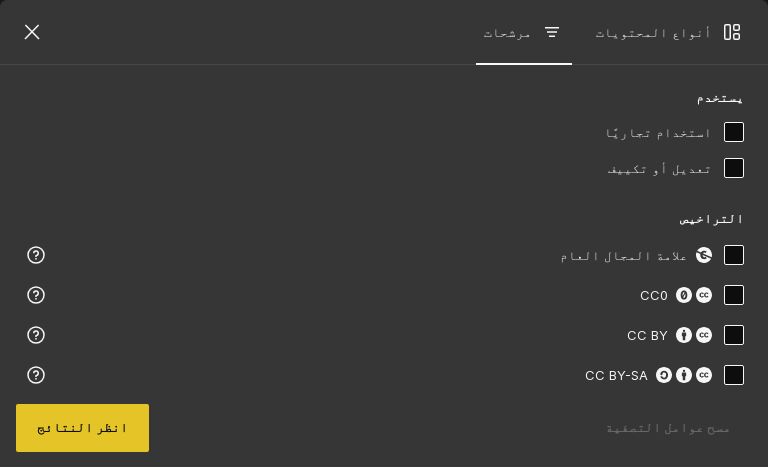 أنواع المحتويات
مرشحات
يستخدم
استخدام تجاريًا
تعديل أو تكييف
التراخيص
علامة المجال العام
CC0
CC BY
CC BY-SA
مسح عوامل التصفية
انظر النتائج